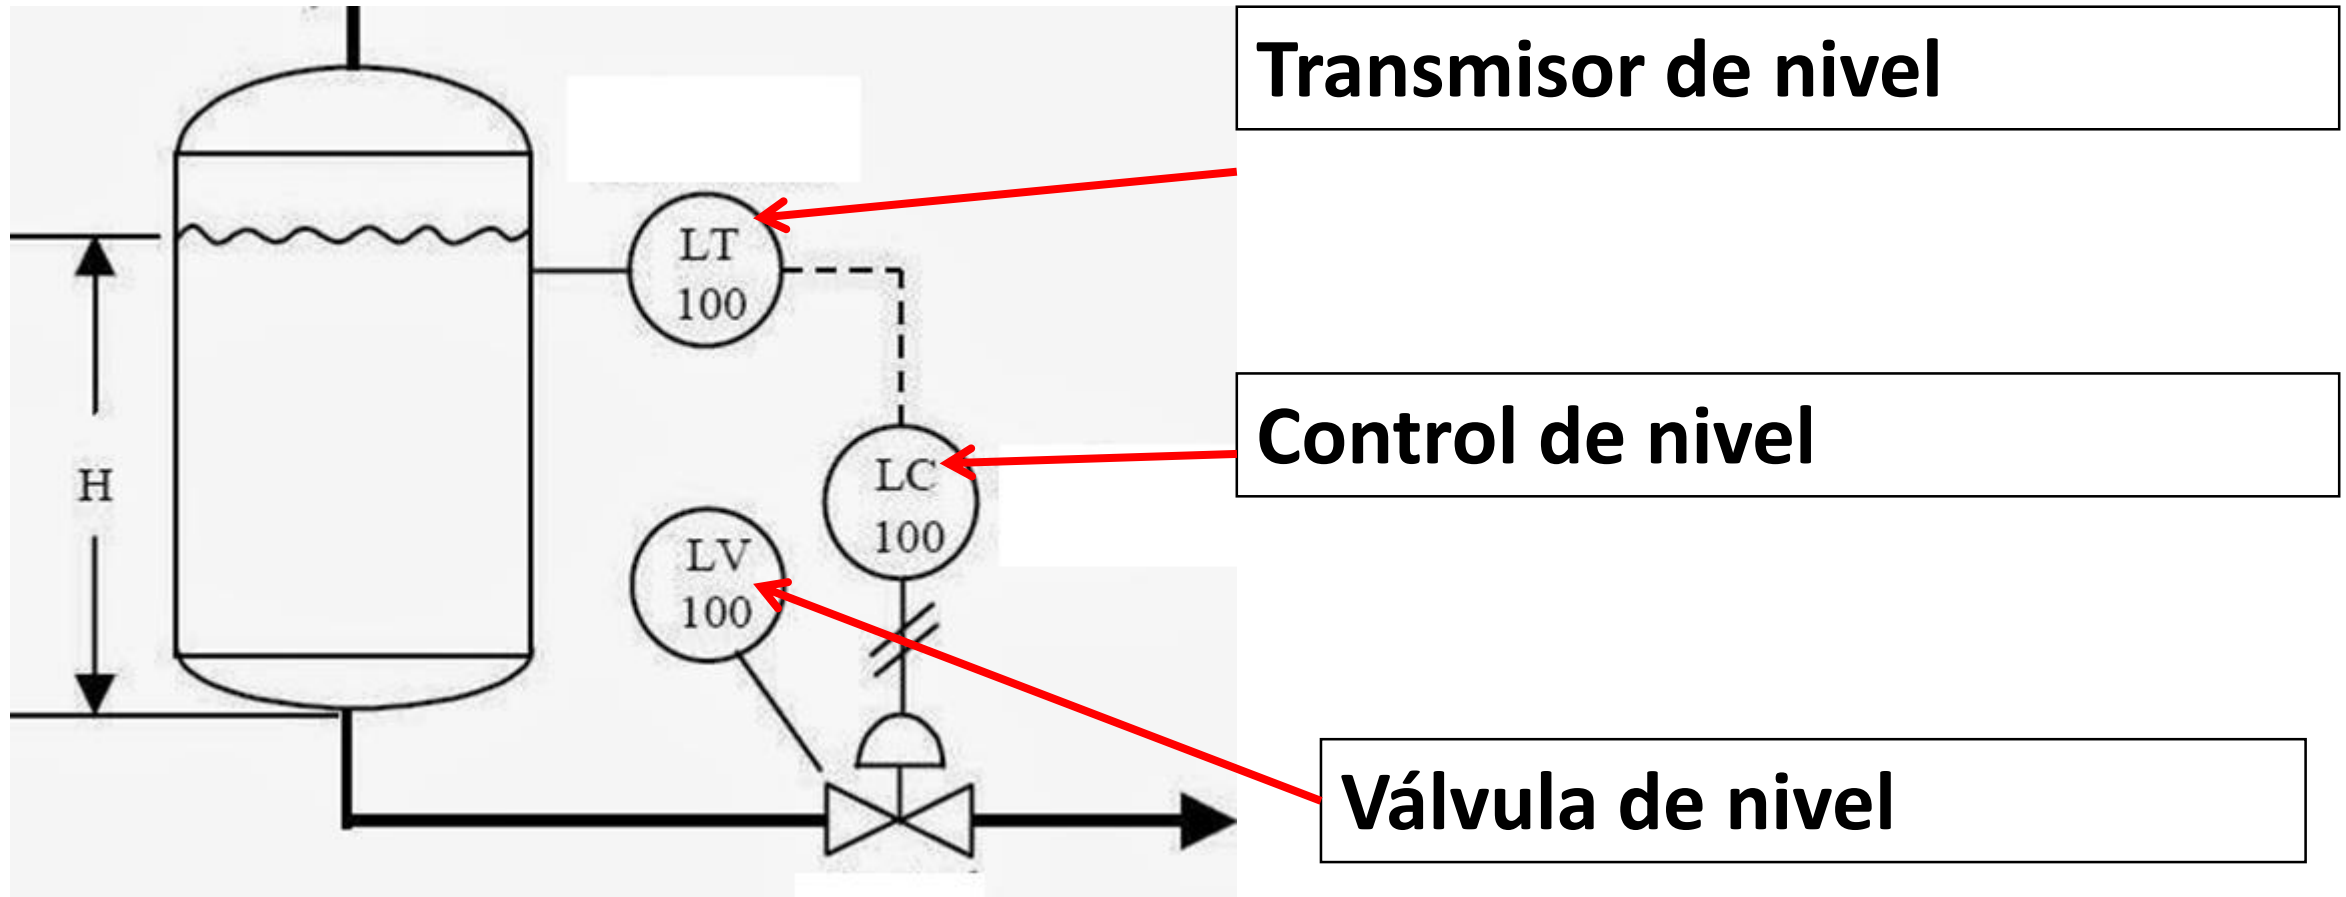 Transmisor de nivel
LT
100
Control de nivel
LC
100
H
LV
100
Válvula de nivel